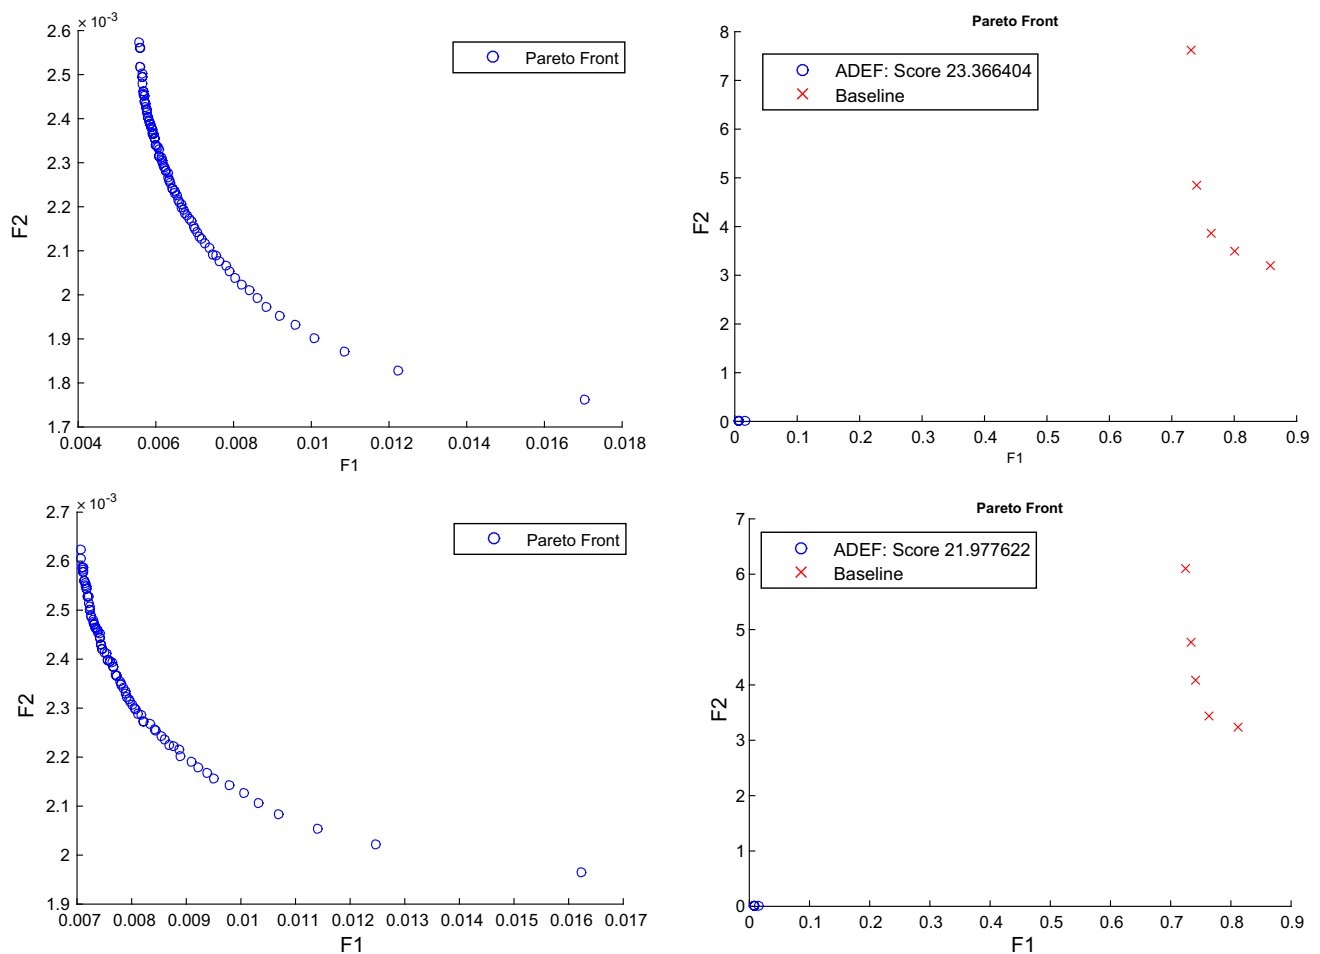 × 10⁻³
2.6
2.5
2.4
2.3
2.2
2.1
2
1.9
1.8
1.7
F2
Pareto Front
0.004 0.006 0.008 0.01 0.012 0.014 0.016 0.018
F1
Pareto Front
8
7
6
5
4
3
2
1
0
F2
ADEF: Score 23.366404
Baseline
0 0.1 0.2 0.3 0.4 0.5 0.6 0.7 0.8 0.9
F1
× 10⁻³
2.7
2.6
2.5
2.4
2.3
2.2
2.1
2
1.9
F2
Pareto Front
0.007 0.008 0.009 0.01 0.011 0.012 0.013 0.014 0.015 0.016 0.017
F1
Pareto Front
7
6
5
4
3
2
1
0
F2
ADEF: Score 21.977622
Baseline
0 0.1 0.2 0.3 0.4 0.5 0.6 0.7 0.8 0.9
F1